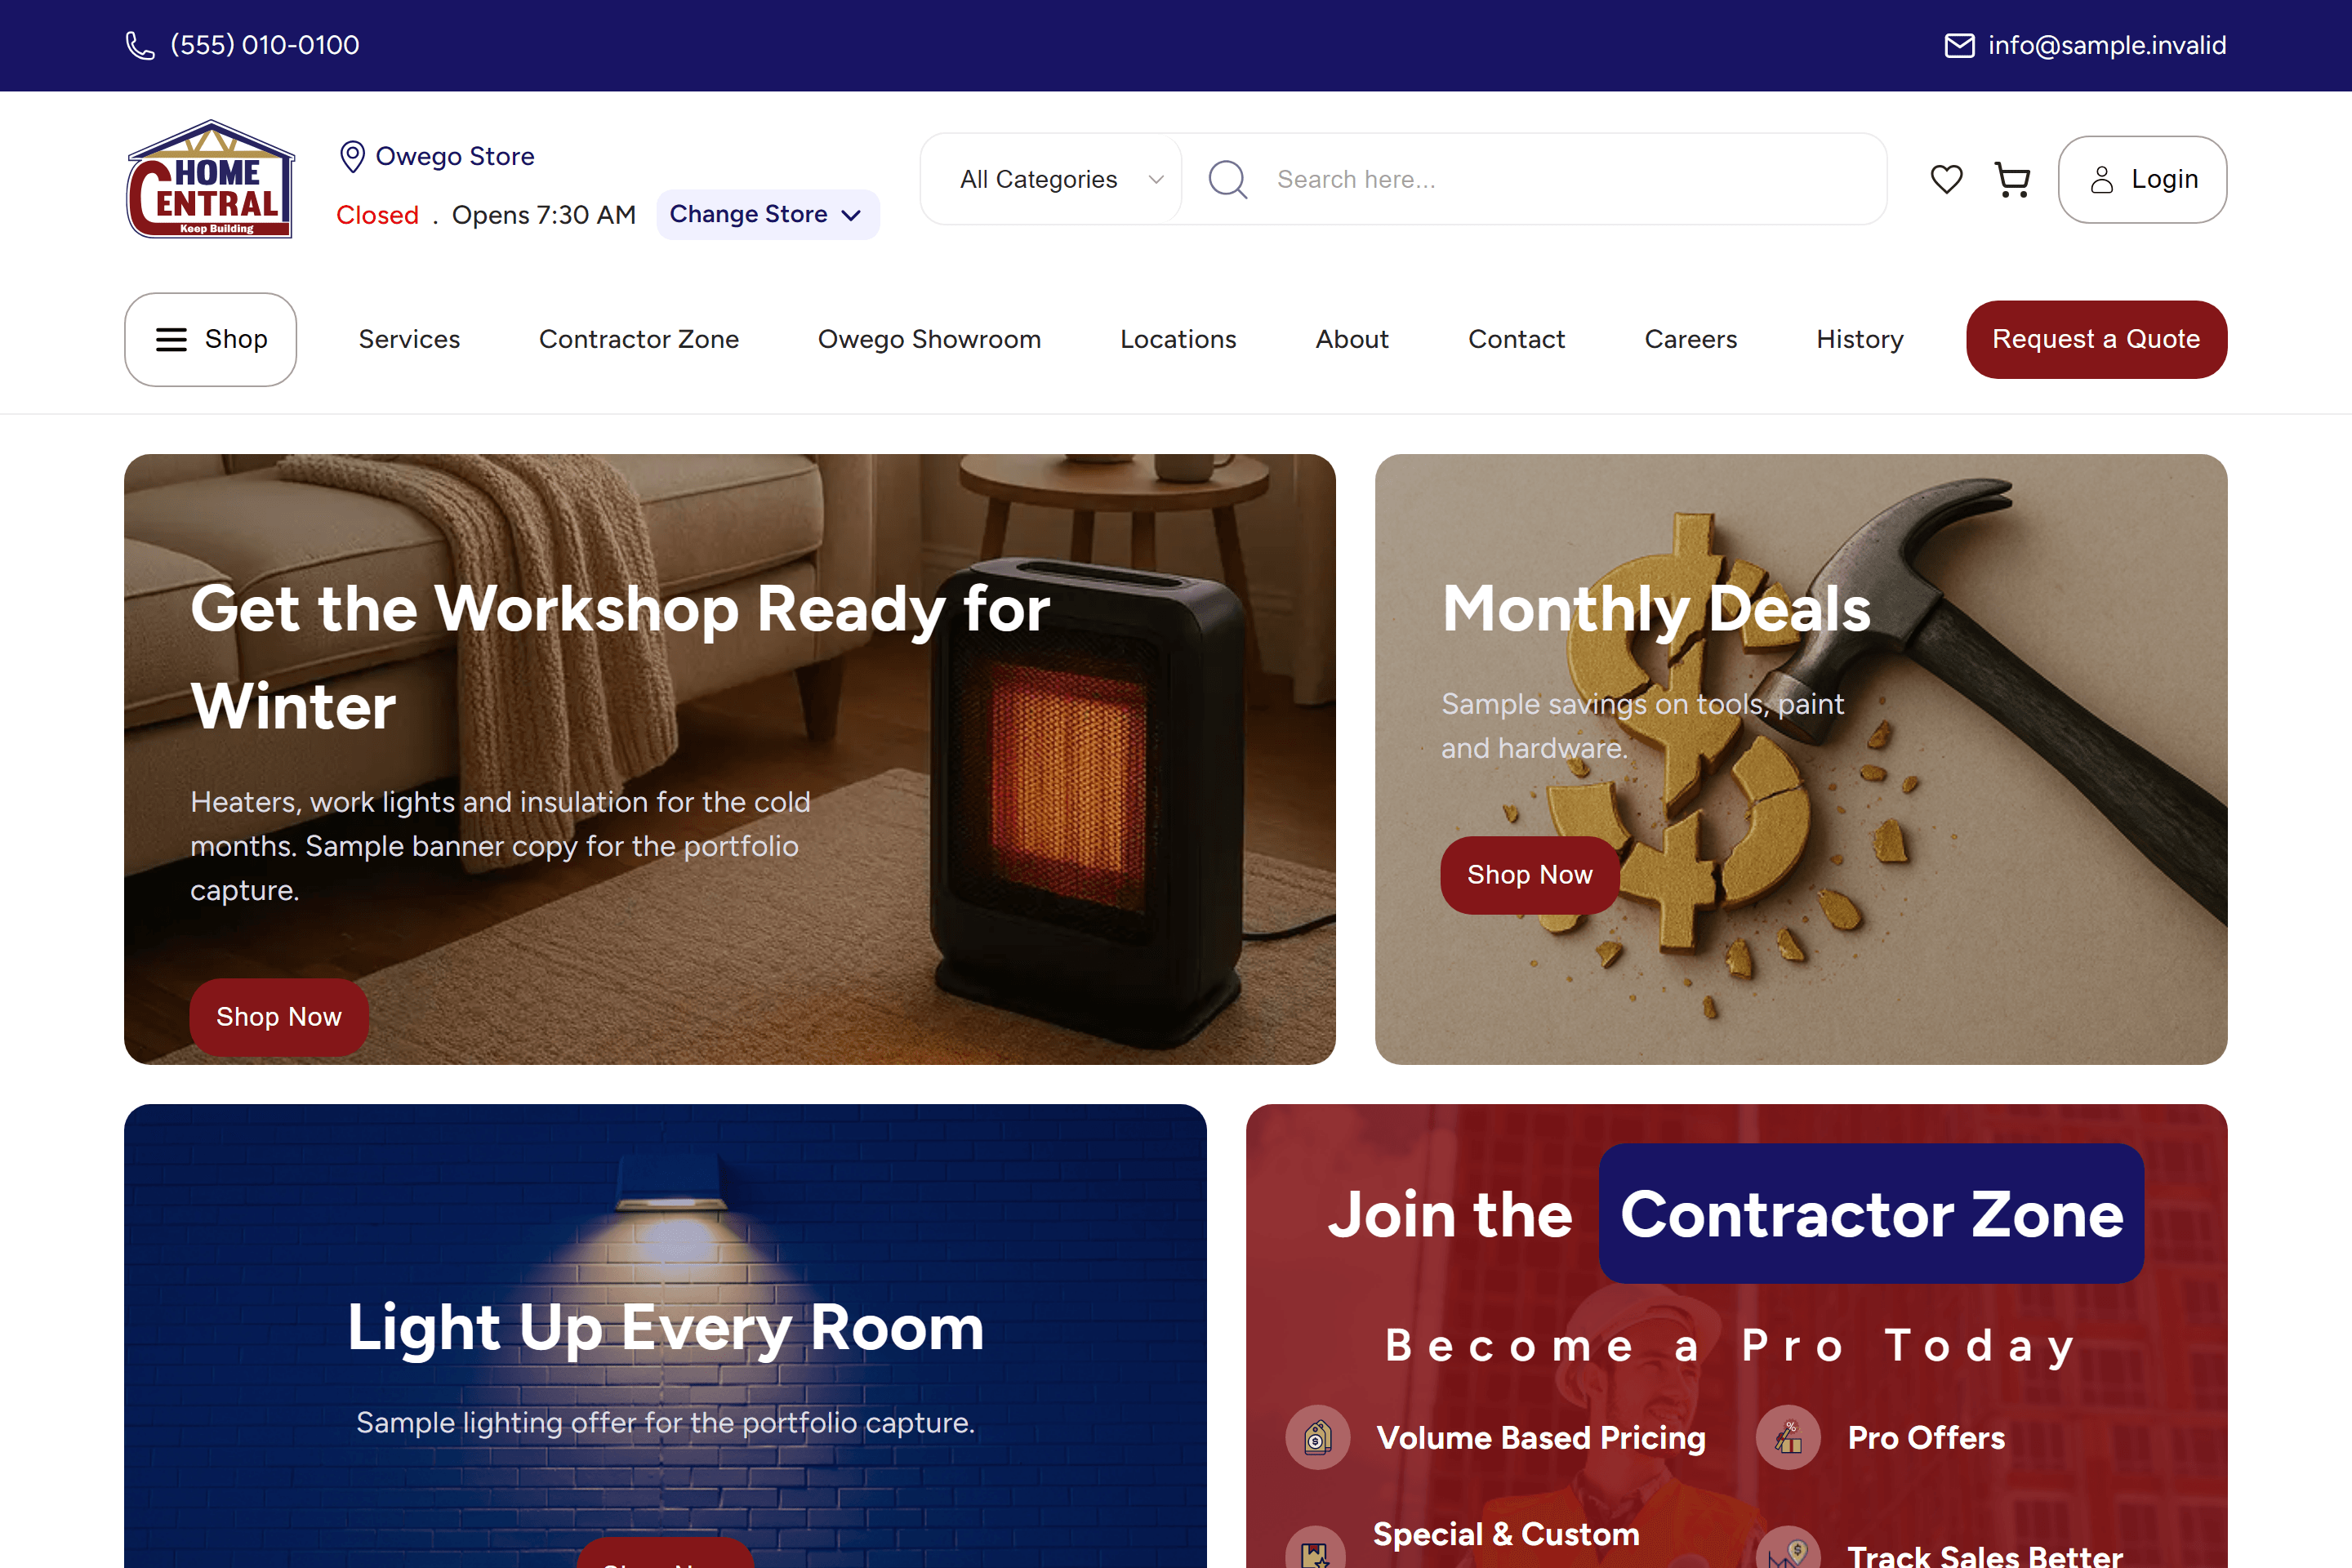 (555) 010-0100
info@sample.invalid
HOME
CENTRAL
Keep Building
Owego Store
Closed . Opens 7:30 AM
Change Store
All Categories
Search here...
Login
Shop
Services
Contractor Zone
Owego Showroom
Locations
About
Contact
Careers
History
Request a Quote
Get the Workshop Ready for
Winter
Heaters, work lights and insulation for the cold
months. Sample banner copy for the portfolio
capture.
Shop Now
Monthly Deals
Sample savings on tools, paint
and hardware.
Shop Now
Light Up Every Room
Sample lighting offer for the portfolio capture.
Join the Contractor Zone
Become a Pro Today
Volume Based Pricing
Pro Offers
Special & Custom
Track Sales Better